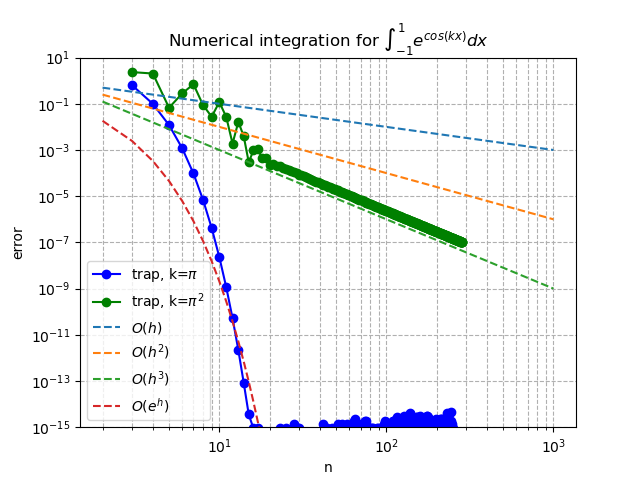 Numerical integration for $\int_{-1}^{1} e^{cos(kx)}dx$
error
10^1
10^-1
10^-3
10^-5
10^-7
10^-9
10^-11
10^-13
10^-15
trap, k=π
trap, k=π^2
O(h)
O(h^2)
O(h^3)
O(e^h)
10^1 10^2 10^3
n